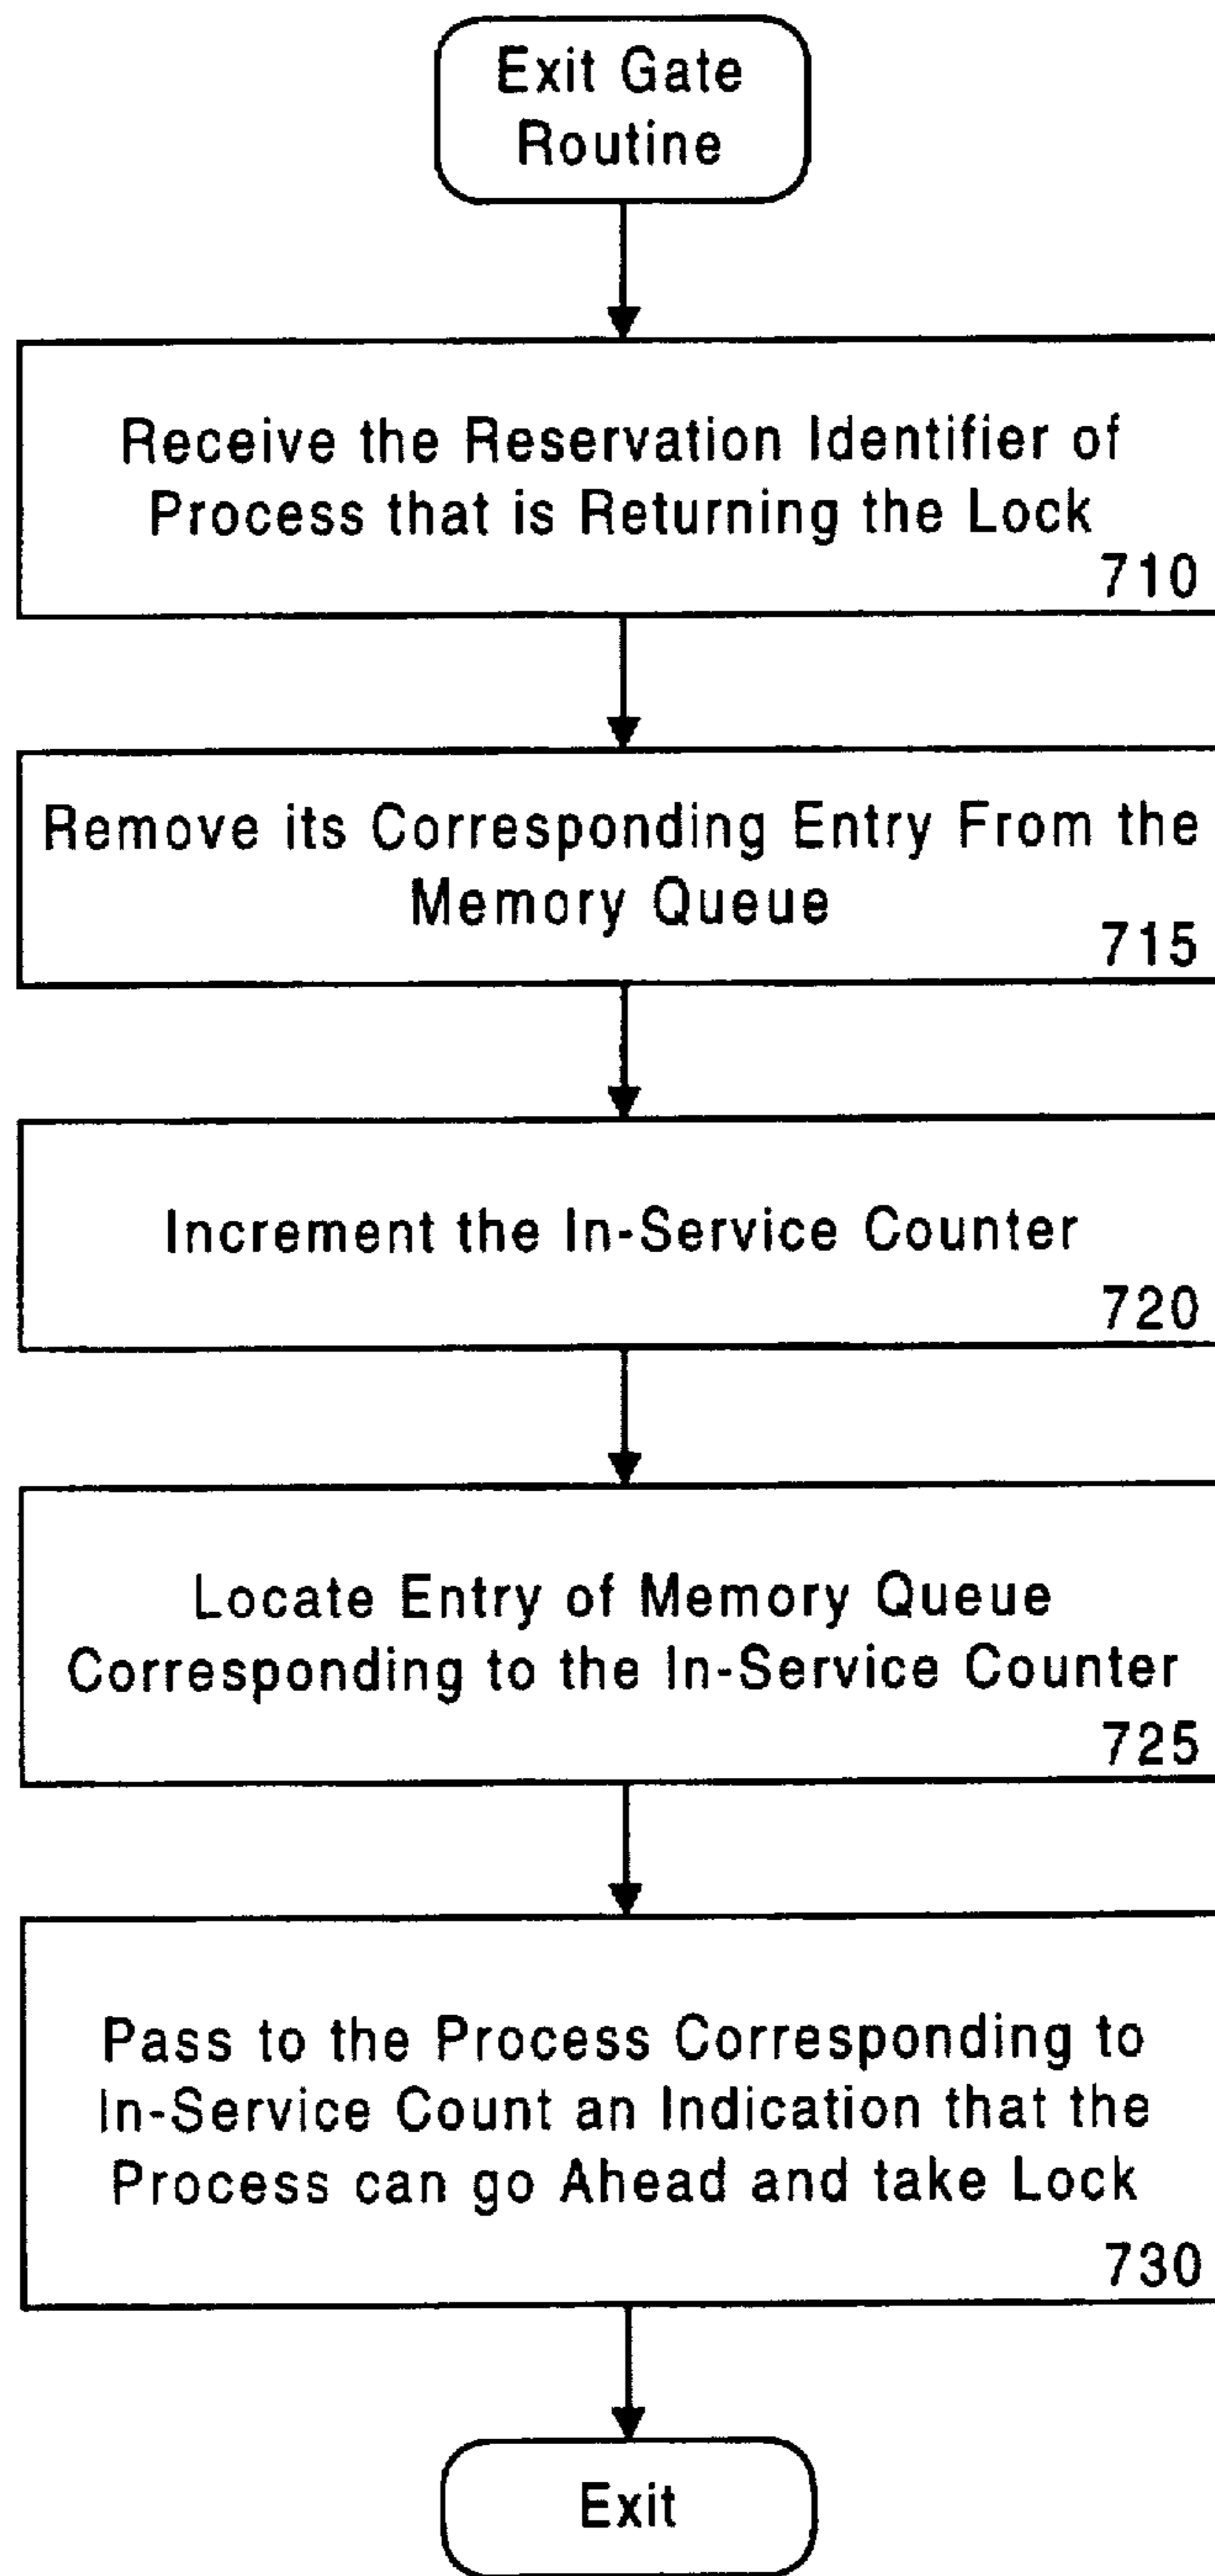 Exit Gate
Routine
Receive the Reservation Identifier of
Process that is Returning the Lock
710
Remove its Corresponding Entry From the
Memory Queue
715
Increment the In-Service Counter
720
Locate Entry of Memory Queue
Corresponding to the In-Service Counter
725
Pass to the Process Corresponding to
In-Service Count an Indication that the
Process can go Ahead and take Lock
730
Exit